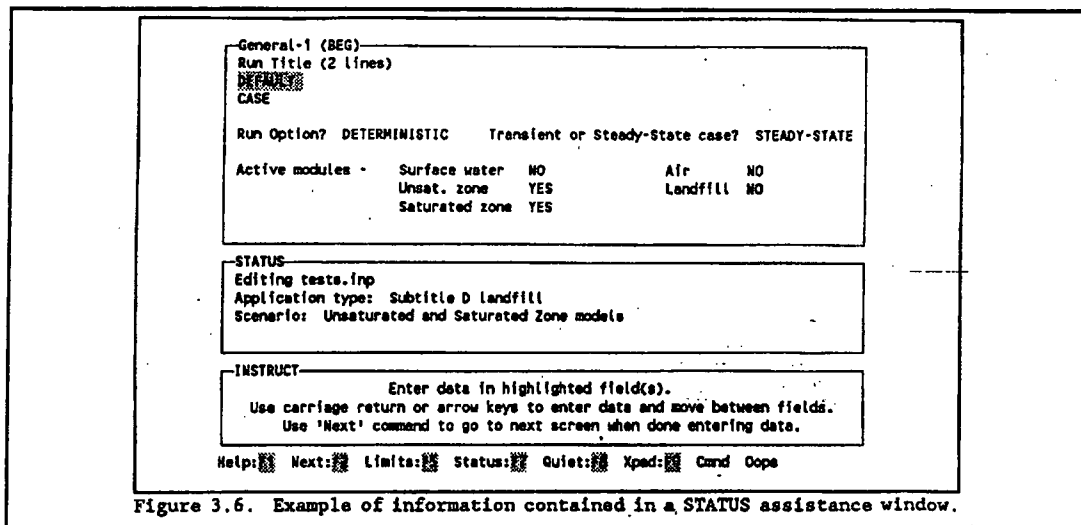 General-1 (BEG)
Run Title (2 lines)
DEFAULT
CASE
Run Option? DETERMINISTIC Transient or Steady-State case? STEADY-STATE
Active modules - Surface water NO Air NO
Unsat. zone YES Landfill NO
Saturated zone YES
STATUS
Editing tests.inp
Application type: Subtitle D landfill
Scenario: Unsaturated and Saturated Zone models
INSTRUCT
Enter data in highlighted field(s).
Use carriage return or arrow keys to enter data and move between fields.
Use 'Next' command to go to next screen when done entering data.
Help: Next: Limits: Status: Quiet: Xpad: Cmnd Oops
Figure 3.6. Example of information contained in a STATUS assistance window.